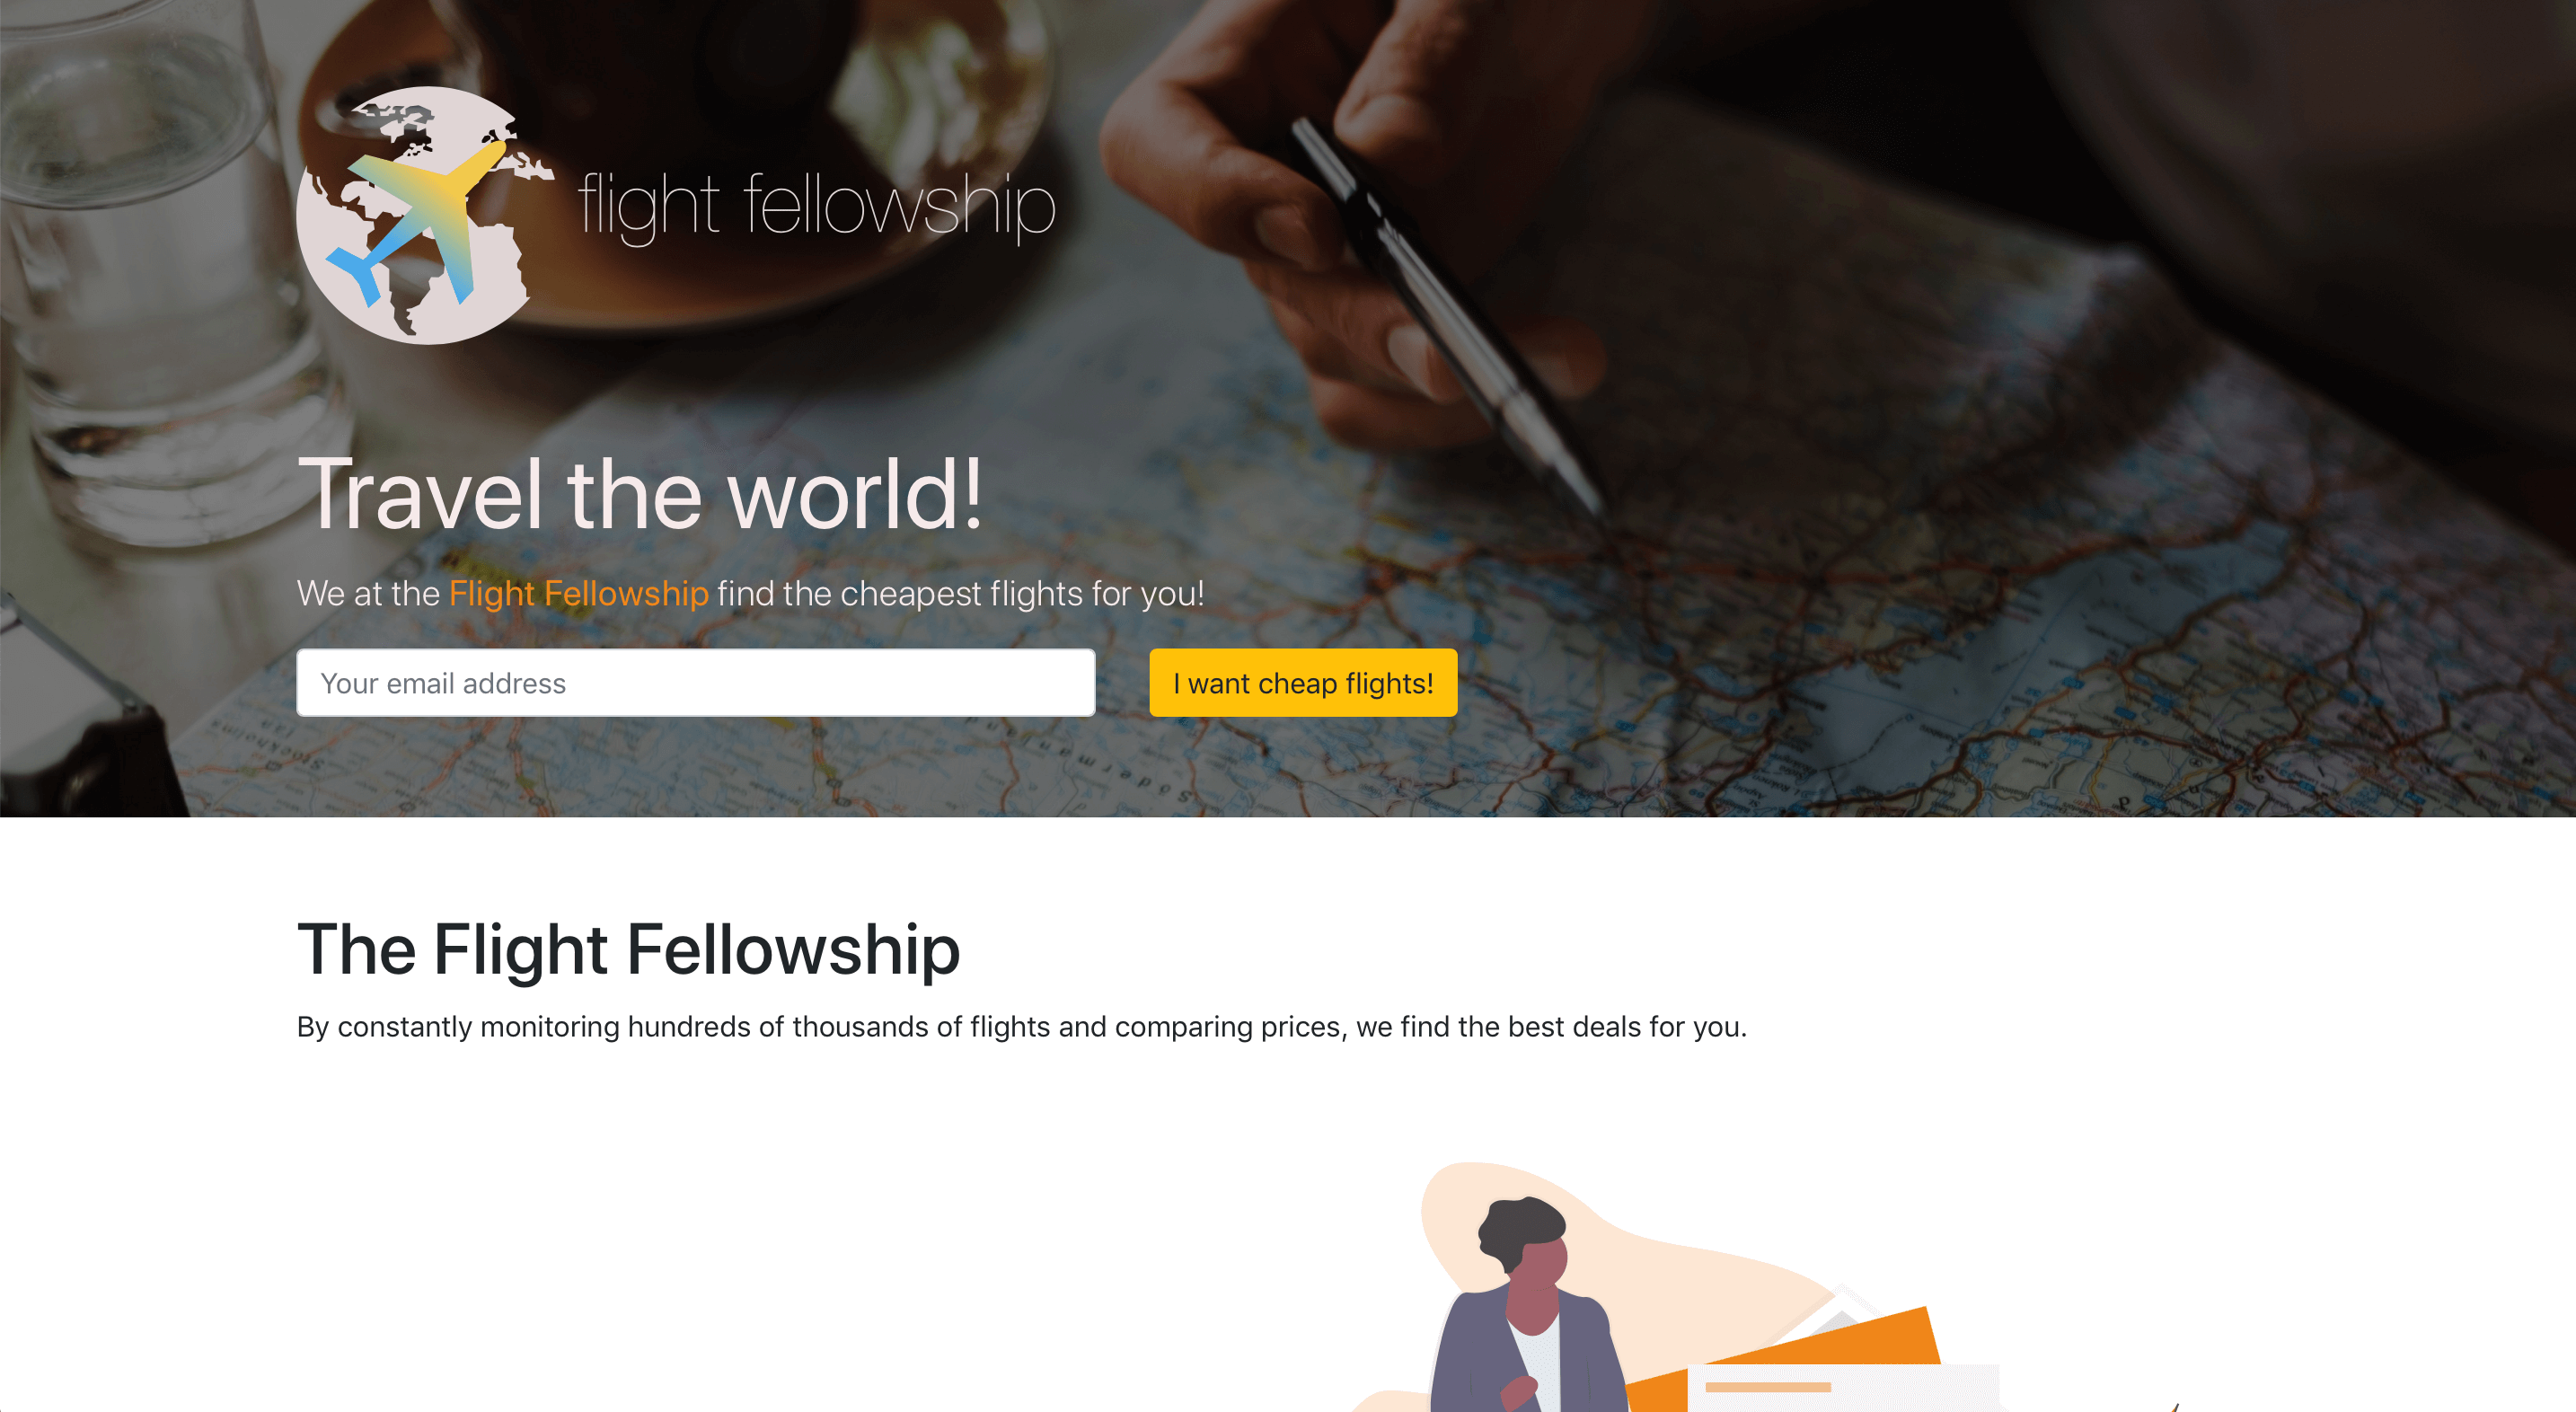 flight fellowship
Travel the world!
We at the Flight Fellowship find the cheapest flights for you!
Your email address
I want cheap flights!
Stockholm
Södermanland
The Flight Fellowship
By constantly monitoring hundreds of thousands of flights and comparing prices, we find the best deals for you.